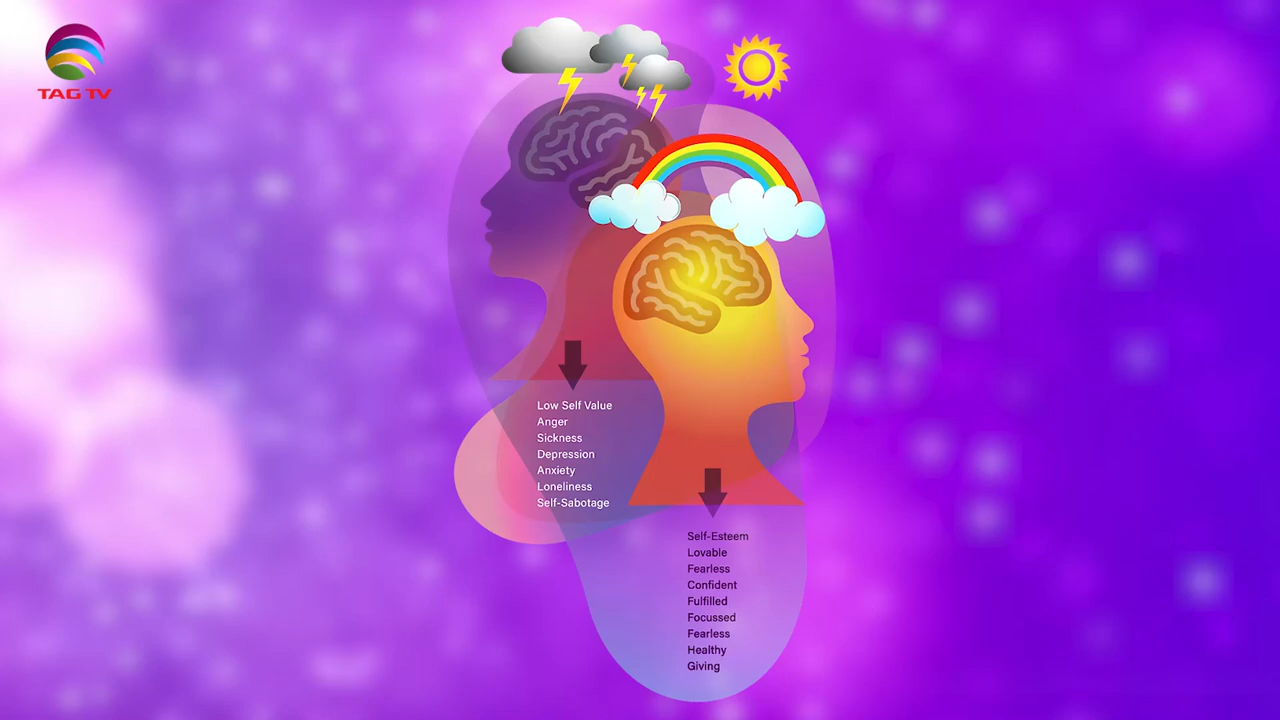 TAG TV
Low Self Value
Anger
Sickness
Depression
Anxiety
Loneliness
Self-Sabotage
Self-Esteem
Lovable
Fearless
Confident
Fulfilled
Focussed
Fearless
Healthy
Giving